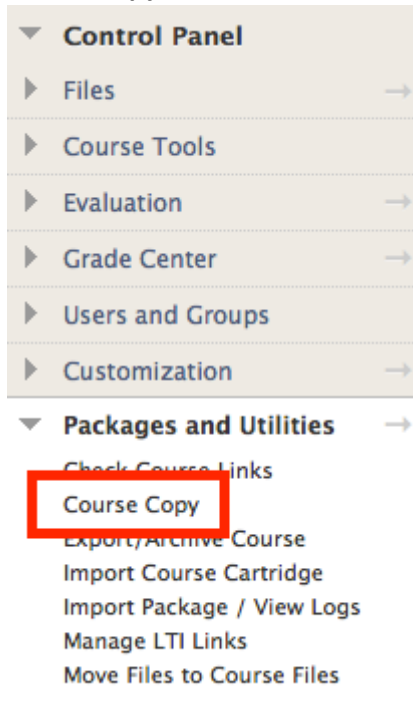 Control Panel
Files
Course Tools
Evaluation
Grade Center
Users and Groups
Customization
Packages and Utilities
Check Course Links
Course Copy
Export/Archive Course
Import Course Cartridge
Import Package / View Logs
Manage LTI Links
Move Files to Course Files